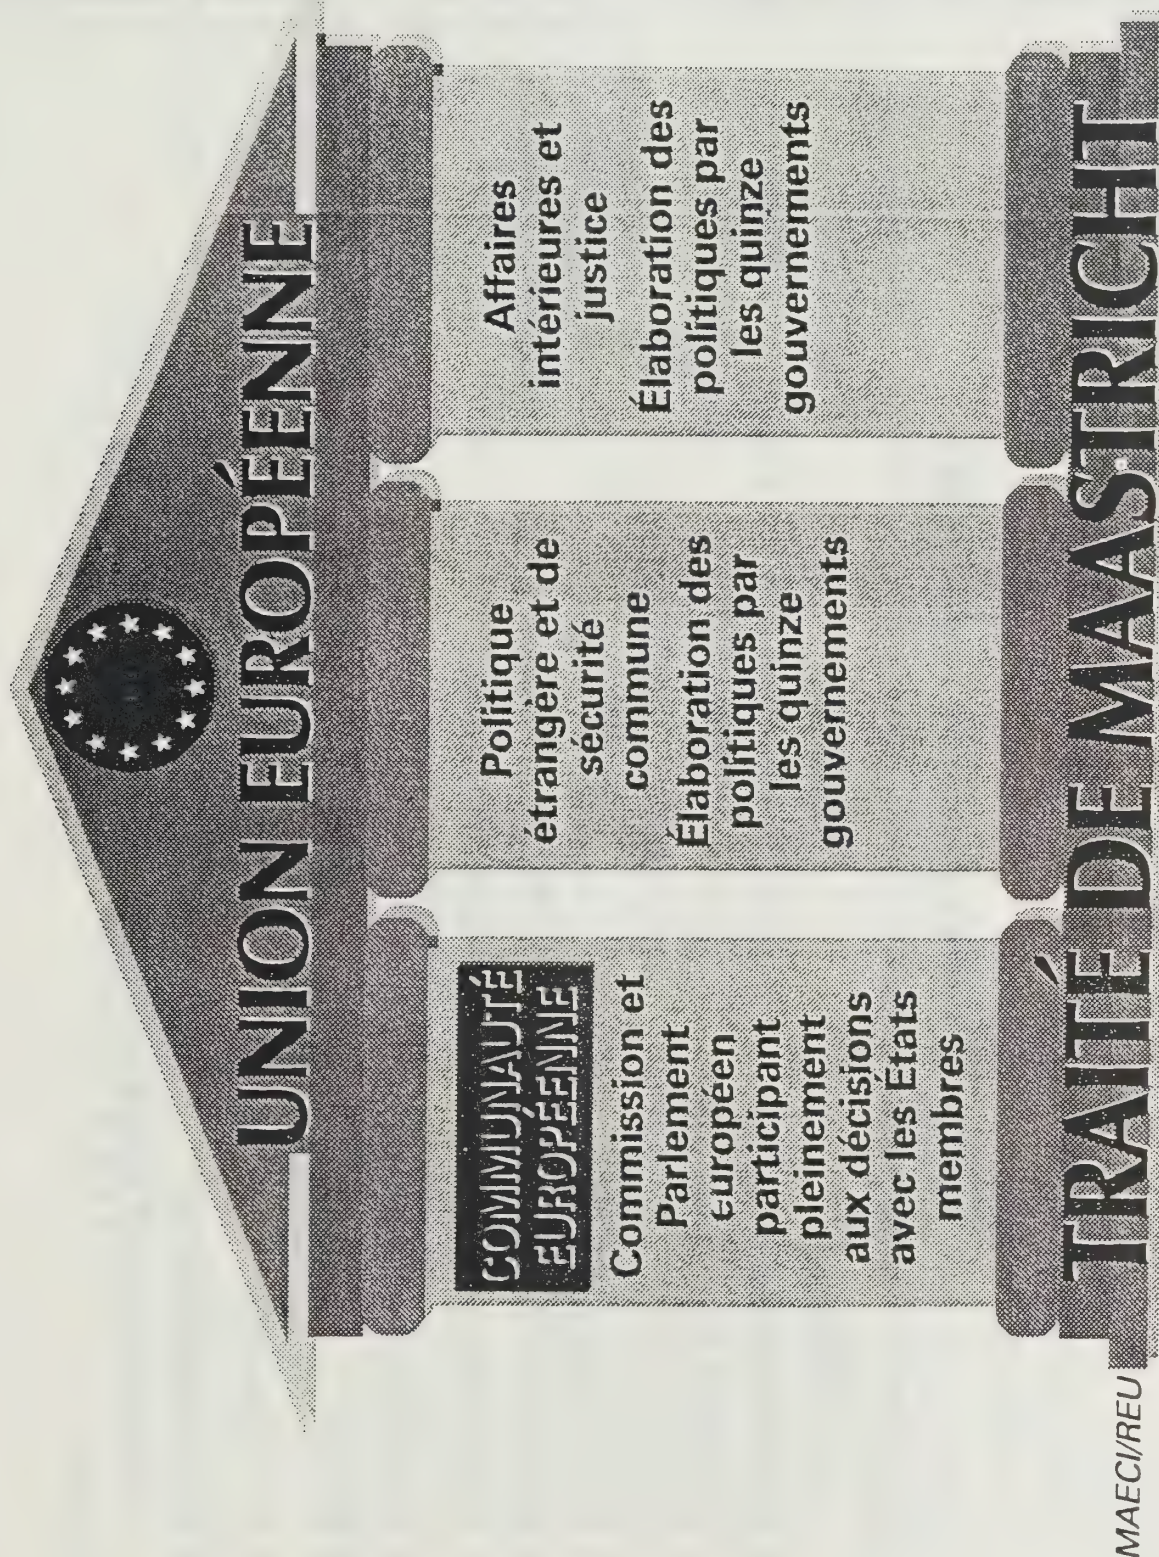 UNION EUROPÉENNE
COMMUNAUTÉ
EUROPÉENNE
Commission et
Parlement
européen
participant
pleinement
aux décisions
avec les États
membres
Politique
étrangère et de
sécurité
commune
Élaboration des
politiques par
les quinze
gouvernements
Affaires
intérieures et
justice
Élaboration des
politiques par
les quinze
gouvernements
TRAITÉ DE MAASTRICHT
MAECI/REU